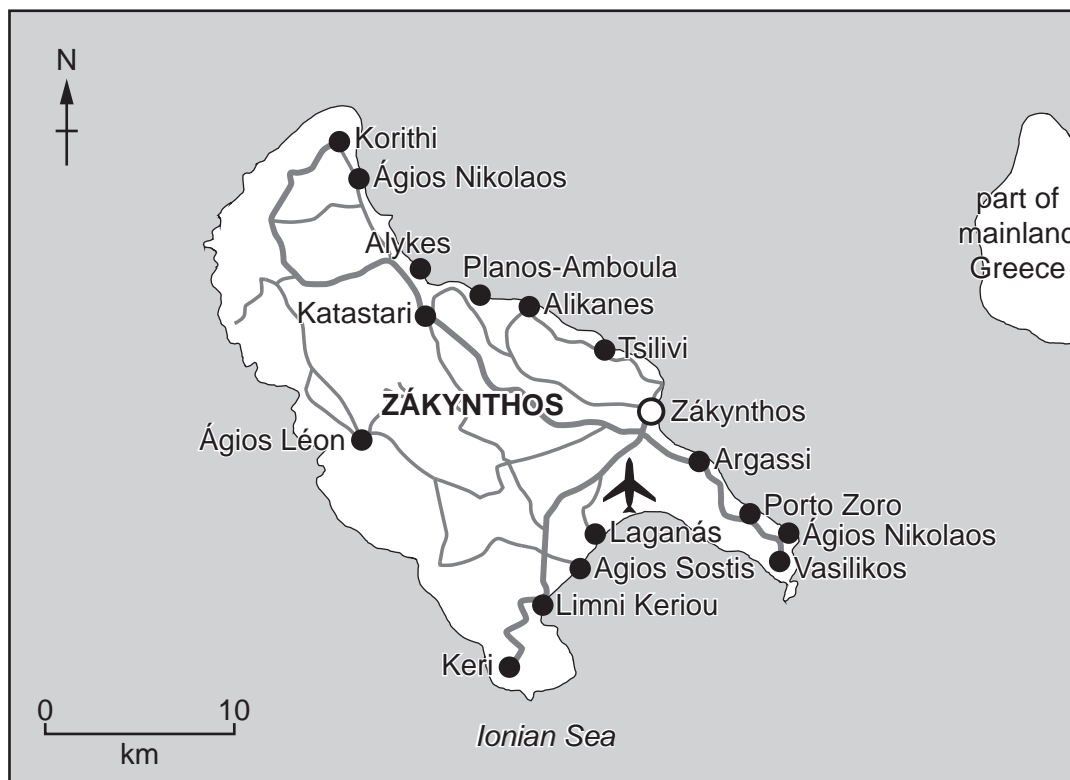 N
Korithi
Ágios Nikolaos
part of
mainland
Greece
Alykes
Planos-Amboula
Alikanes
Katastari
Tsilivi
ZÁKYNTHOS
Zákynthos
Ágios Léon
Argassi
Porto Zoro
Laganás
Ágios Nikolaos
Agios Sostis
Vasilikos
Limni Keriou
Keri
0 10
km
Ionian Sea